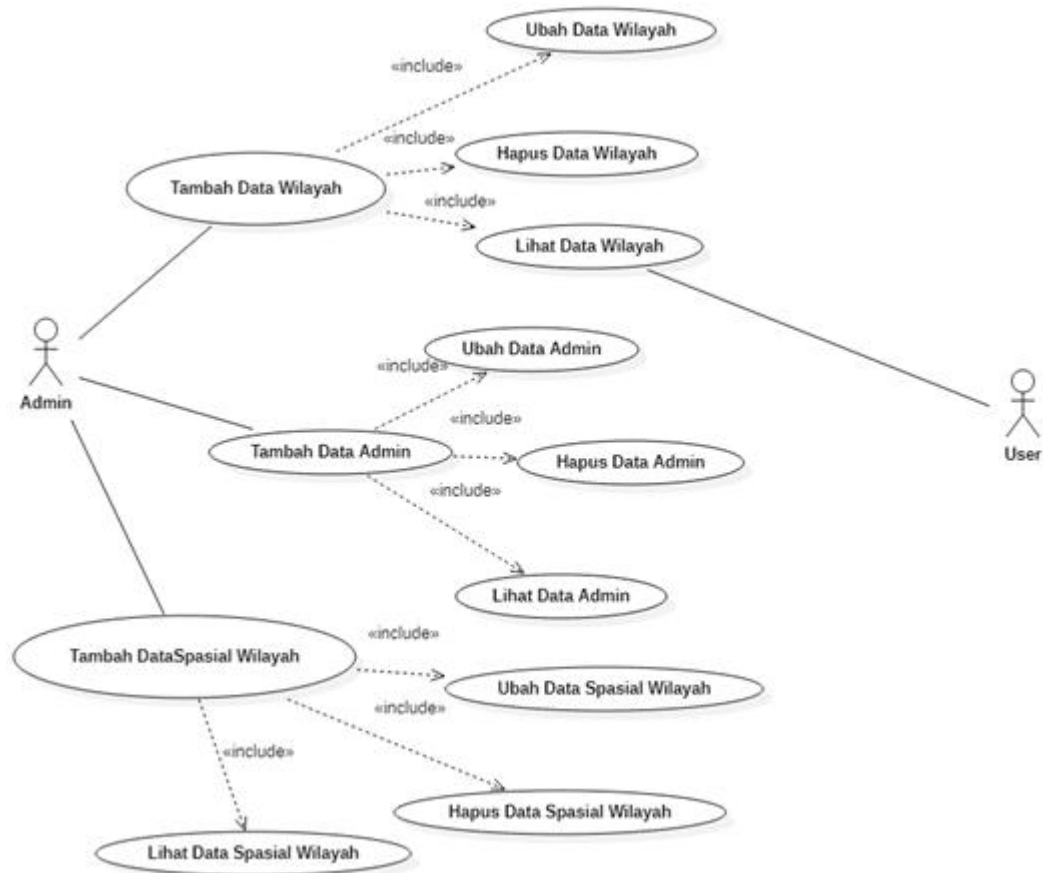 Ubah Data Wilayah
«include»
«include»
Hapus Data Wilayah
Tambah Data Wilayah
«include»
Lihat Data Wilayah
Ubah Data Admin
«include»
Admin
«include»
Tambah Data Admin
Hapus Data Admin
User
«include»
Lihat Data Admin
«include»
Tambah DataSpasial Wilayah
Ubah Data Spasial Wilayah
«include»
«include»
Hapus Data Spasial Wilayah
Lihat Data Spasial Wilayah